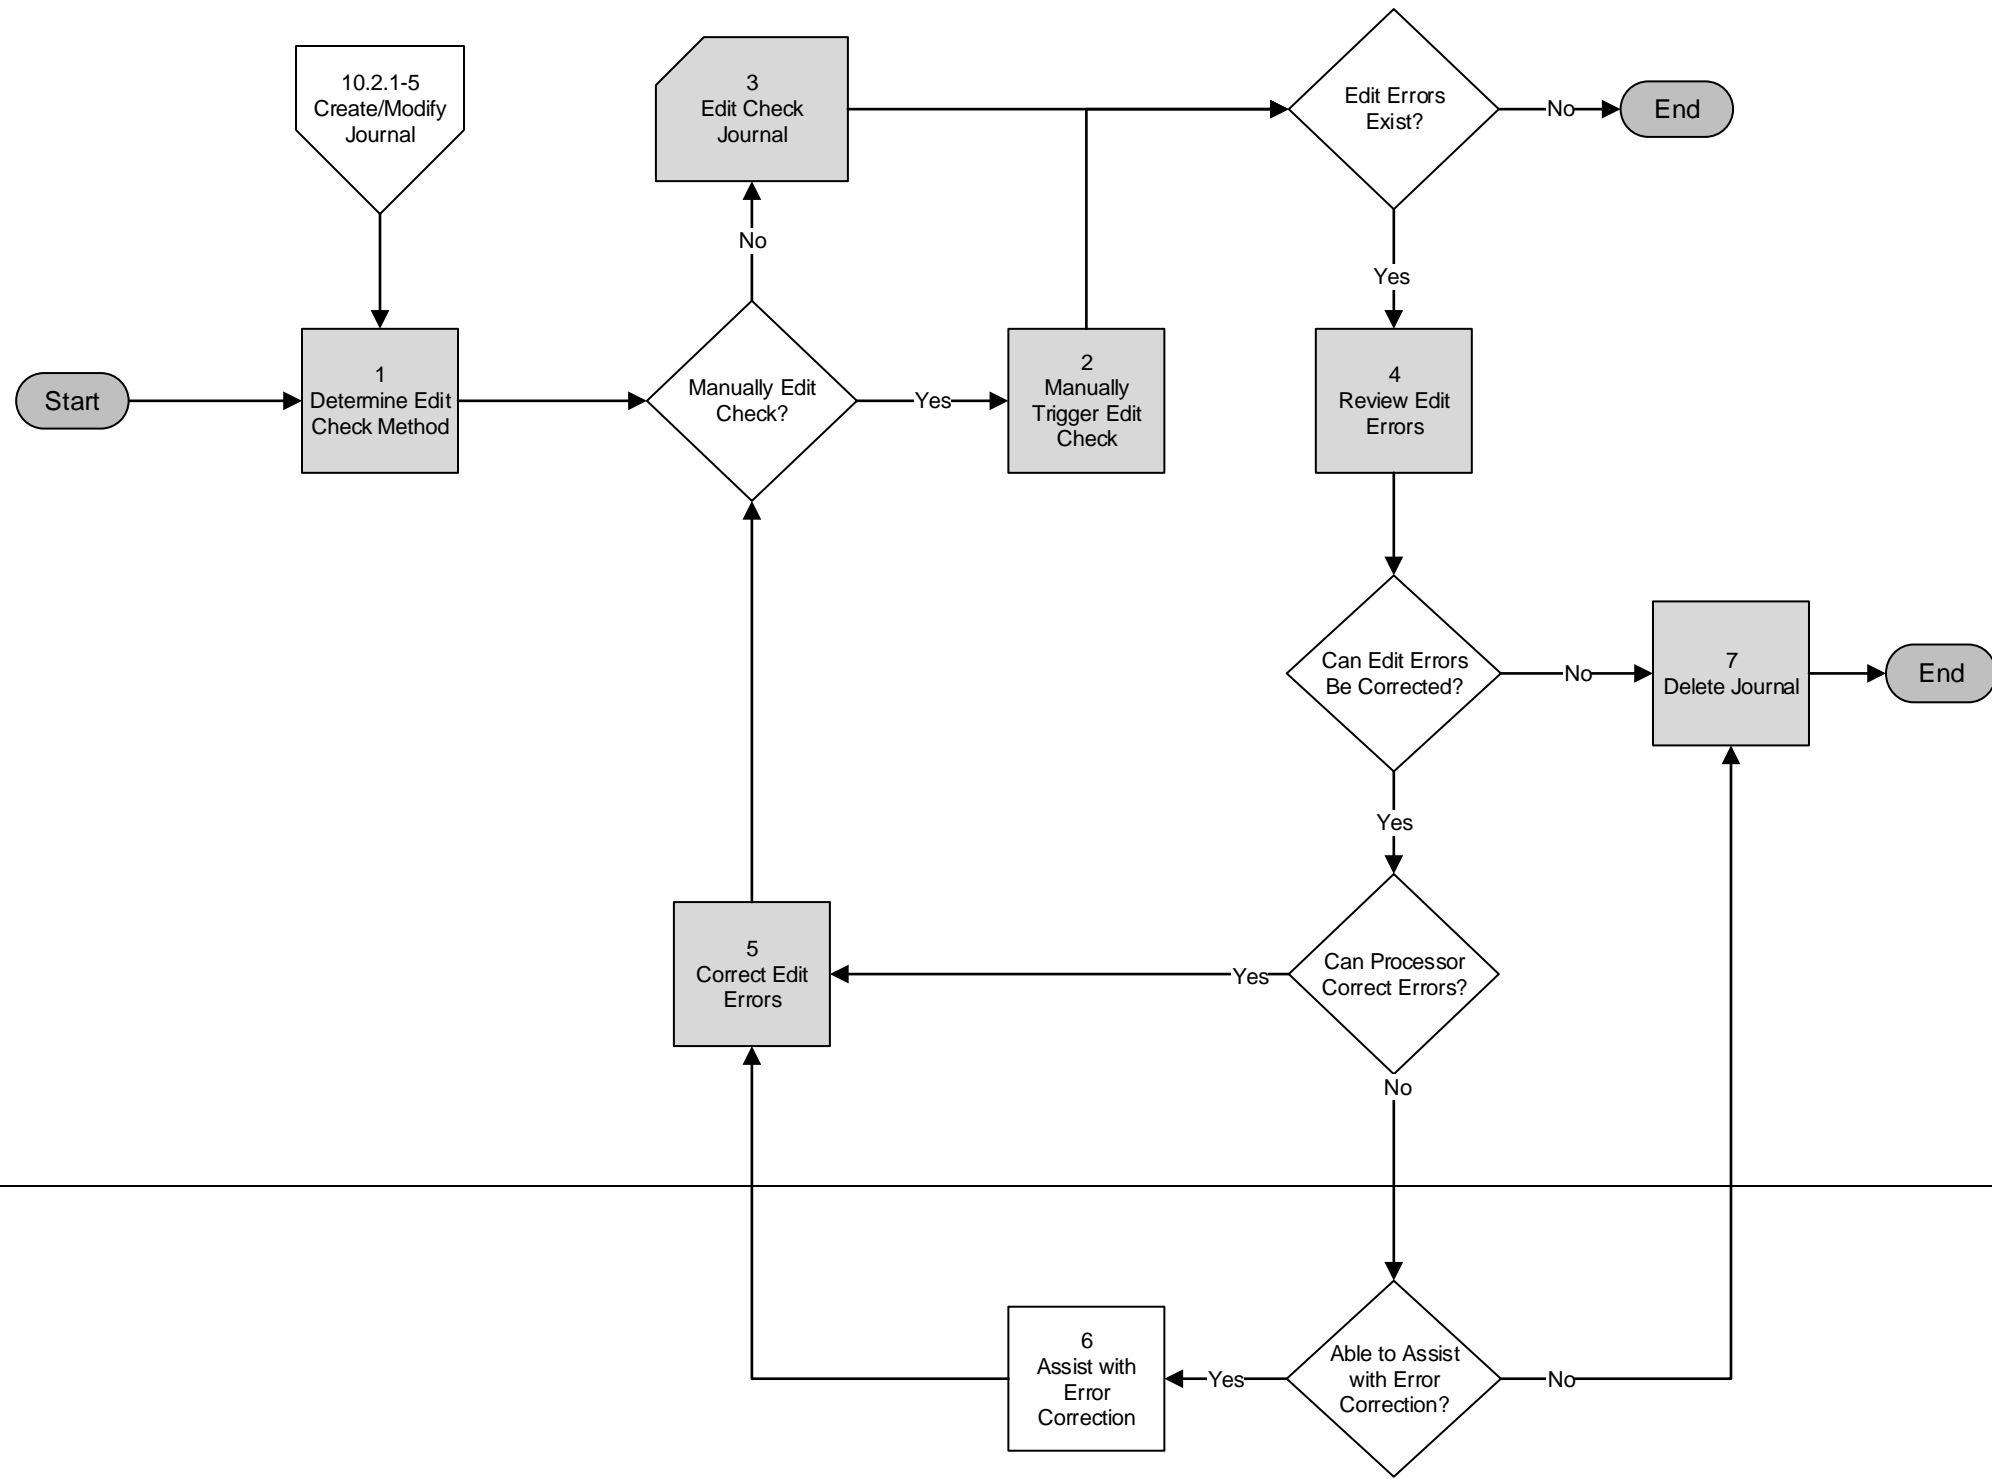 10.2.1-5
Create/Modify
Journal
3
Edit Check
Journal
Edit Errors
Exist?
No
End
No
Yes
Start
1
Determine Edit
Check Method
Manually Edit
Check?
Yes
2
Manually
Trigger Edit
Check
4
Review Edit
Errors
Can Edit Errors
Be Corrected?
No
7
Delete Journal
End
Yes
5
Correct Edit
Errors
Yes
Can Processor
Correct Errors?
No
6
Assist with
Error
Correction
Yes
Able to Assist
with Error
Correction?
No